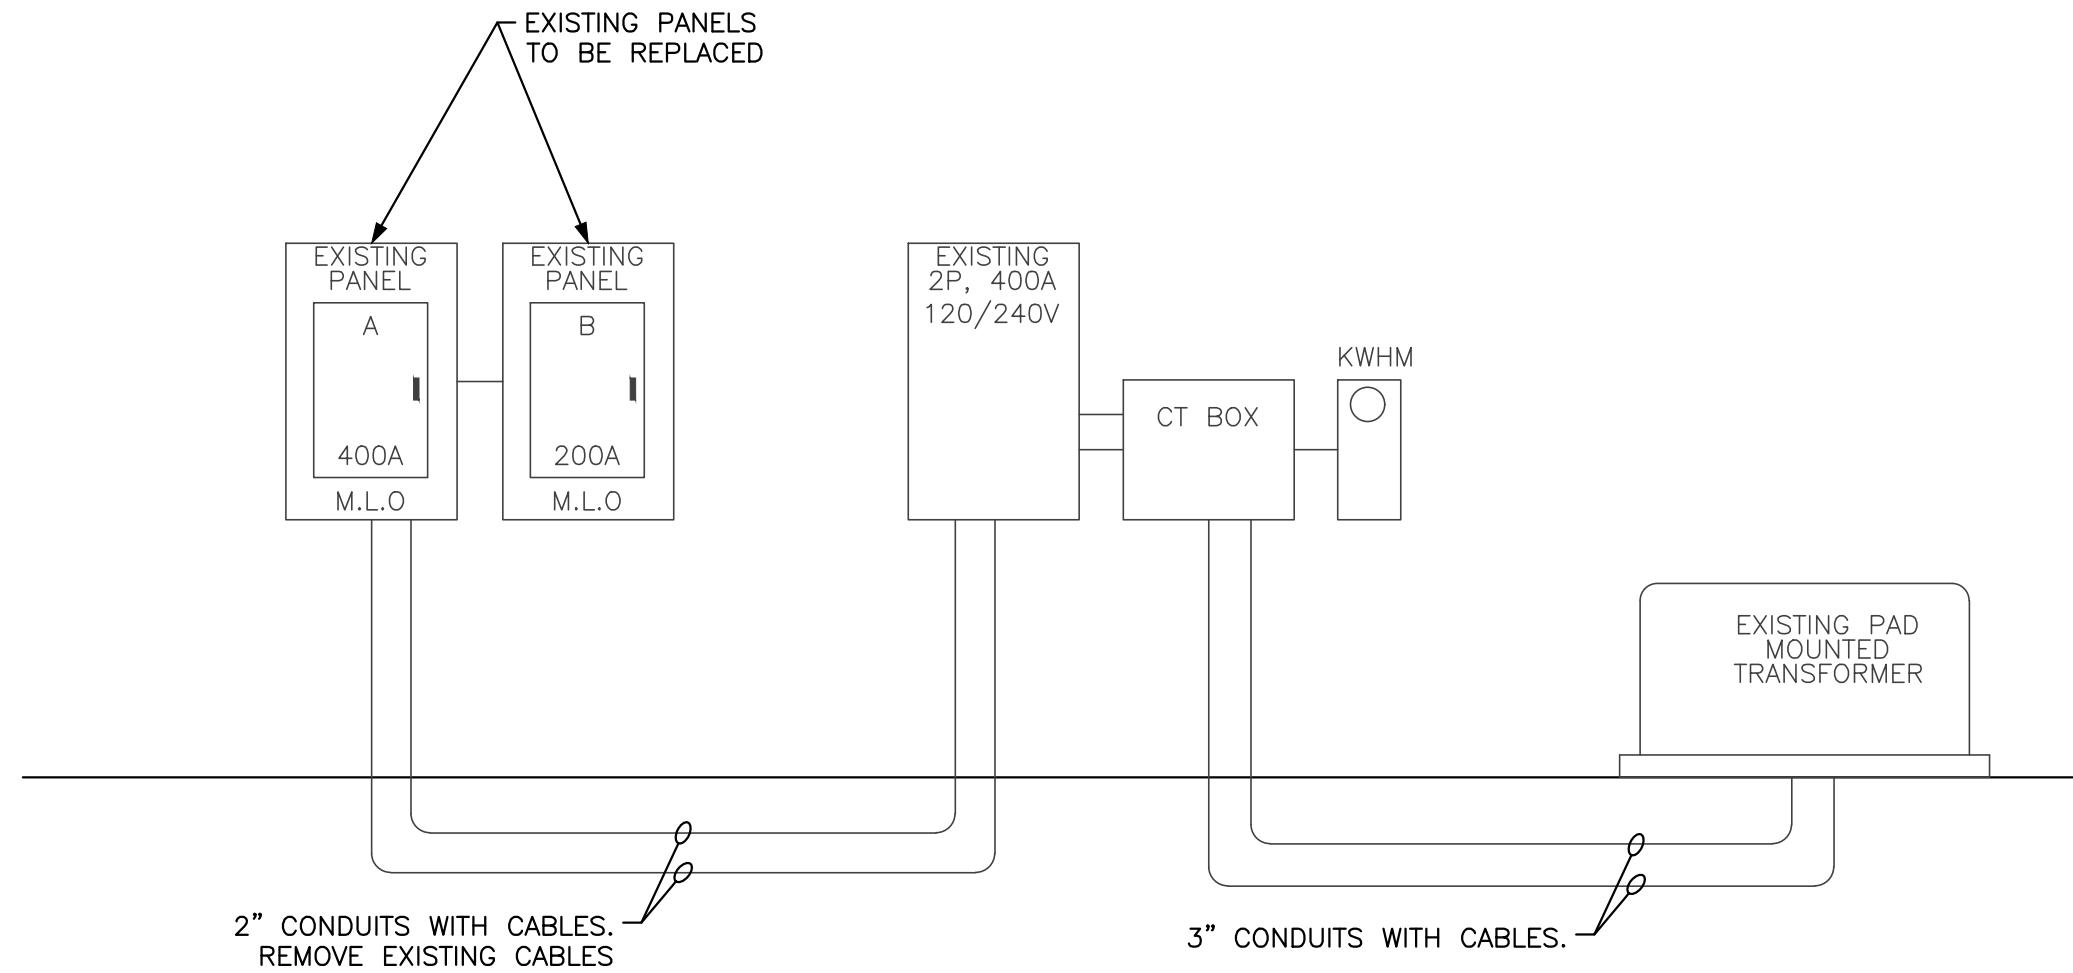 EXISTING PANELS
TO BE REPLACED
EXISTING
PANEL
A
400A
M.L.O
EXISTING
PANEL
B
200A
M.L.O
EXISTING
2P, 400A
120/240V
CT BOX
KWHM
EXISTING PAD
MOUNTED
TRANSFORMER
2” CONDUITS WITH CABLES.
REMOVE EXISTING CABLES
3” CONDUITS WITH CABLES.